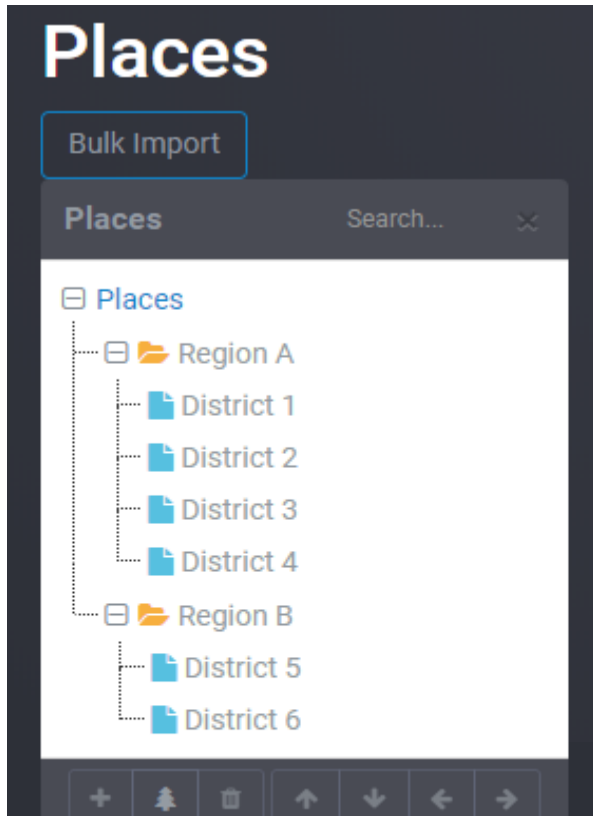 Places
Bulk Import
Places Search...
Places
Region A
District 1
District 2
District 3
District 4
Region B
District 5
District 6